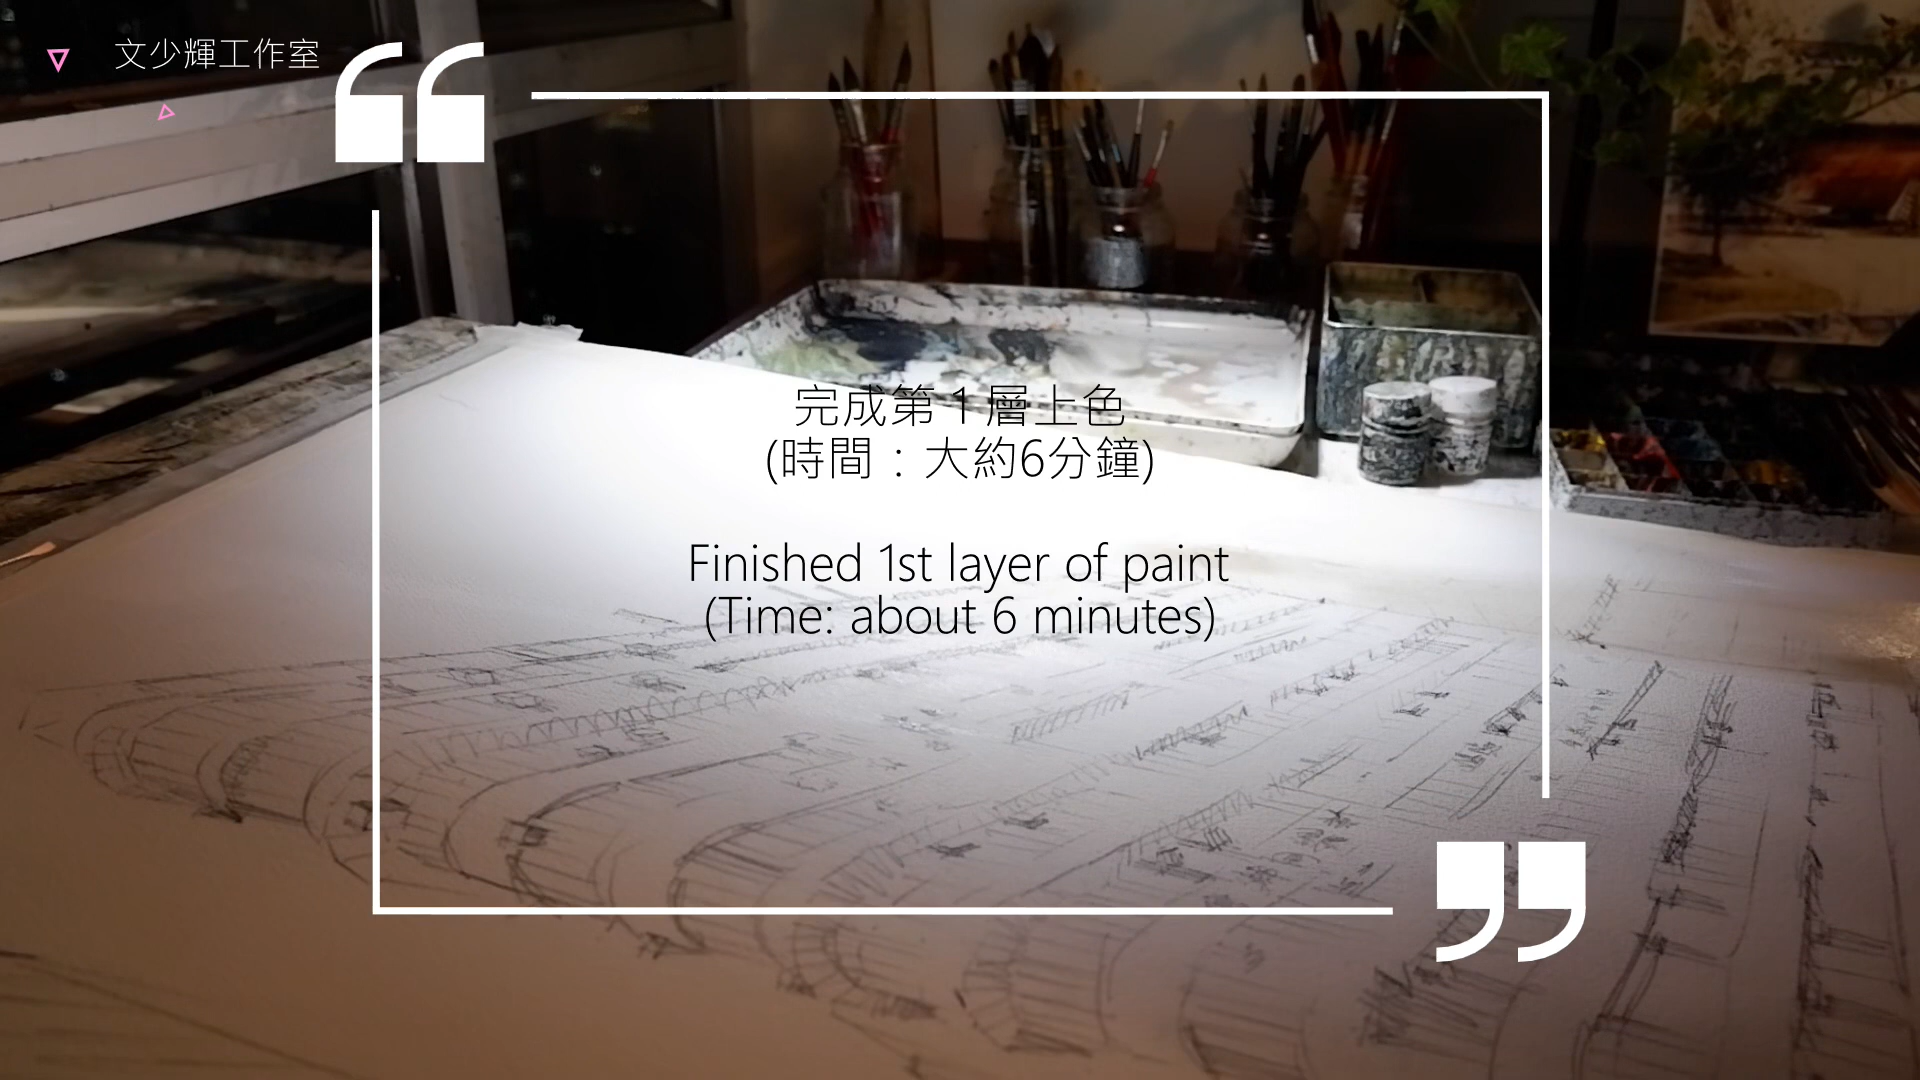 文少輝工作室
完成第1層上色
(時間：大約6分鐘)
Finished 1st layer of paint
(Time: about 6 minutes)